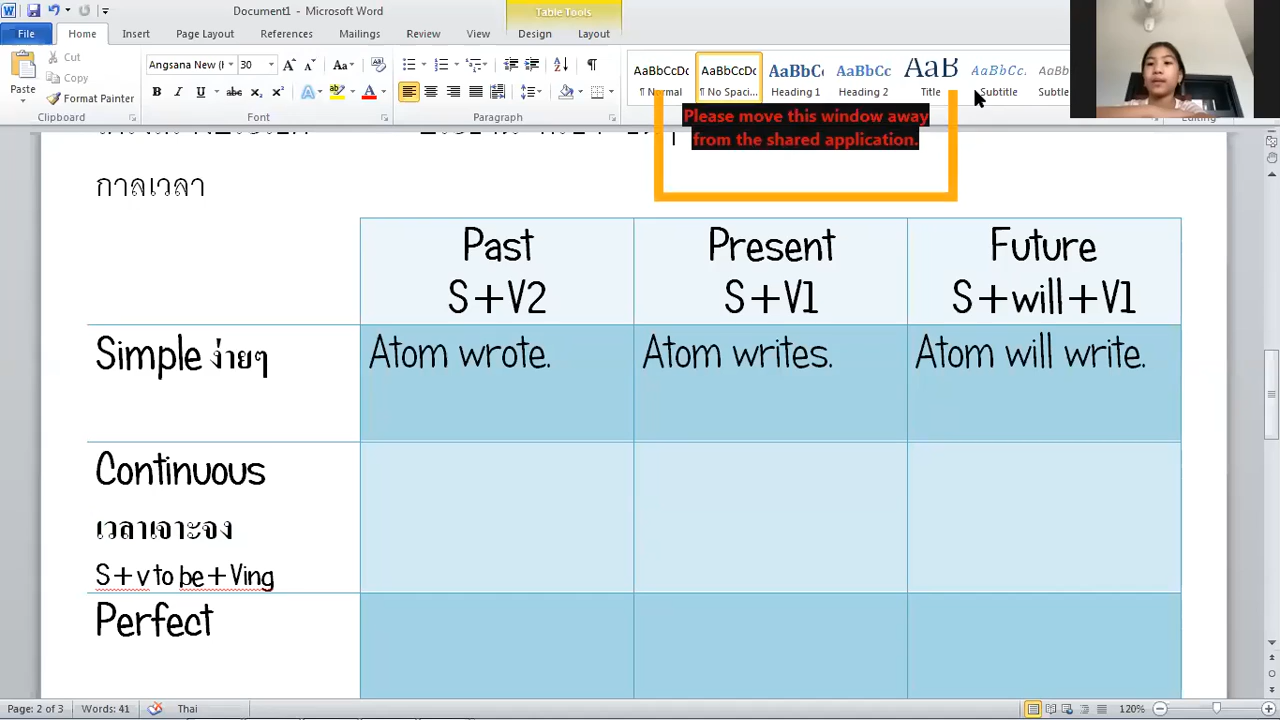 Document1 - Microsoft Word
Table Tools
File Home Insert Page Layout References Mailings Review View Design Layout
Cut
Copy
Paste
Format Painter
Angsana New (
30
AaBbCcDc AaBbCcDc AaBbC AaBbCc AaB AaBbCc.
¶ Normal ¶ No Spaci... Heading 1 Heading 2 Title Subtitle
Clipboard Font Paragraph
Please move this window away
from the shared application.
กาลเวลา
Past Present Future
S+V2 S+V1 S+will+V1
Simple ง่ายๆ Atom wrote. Atom writes. Atom will write.
Continuous
เวลาเจาะจง
S+v to be+Ving
Perfect
Page: 2 of 3 Words: 41 Thai 120%